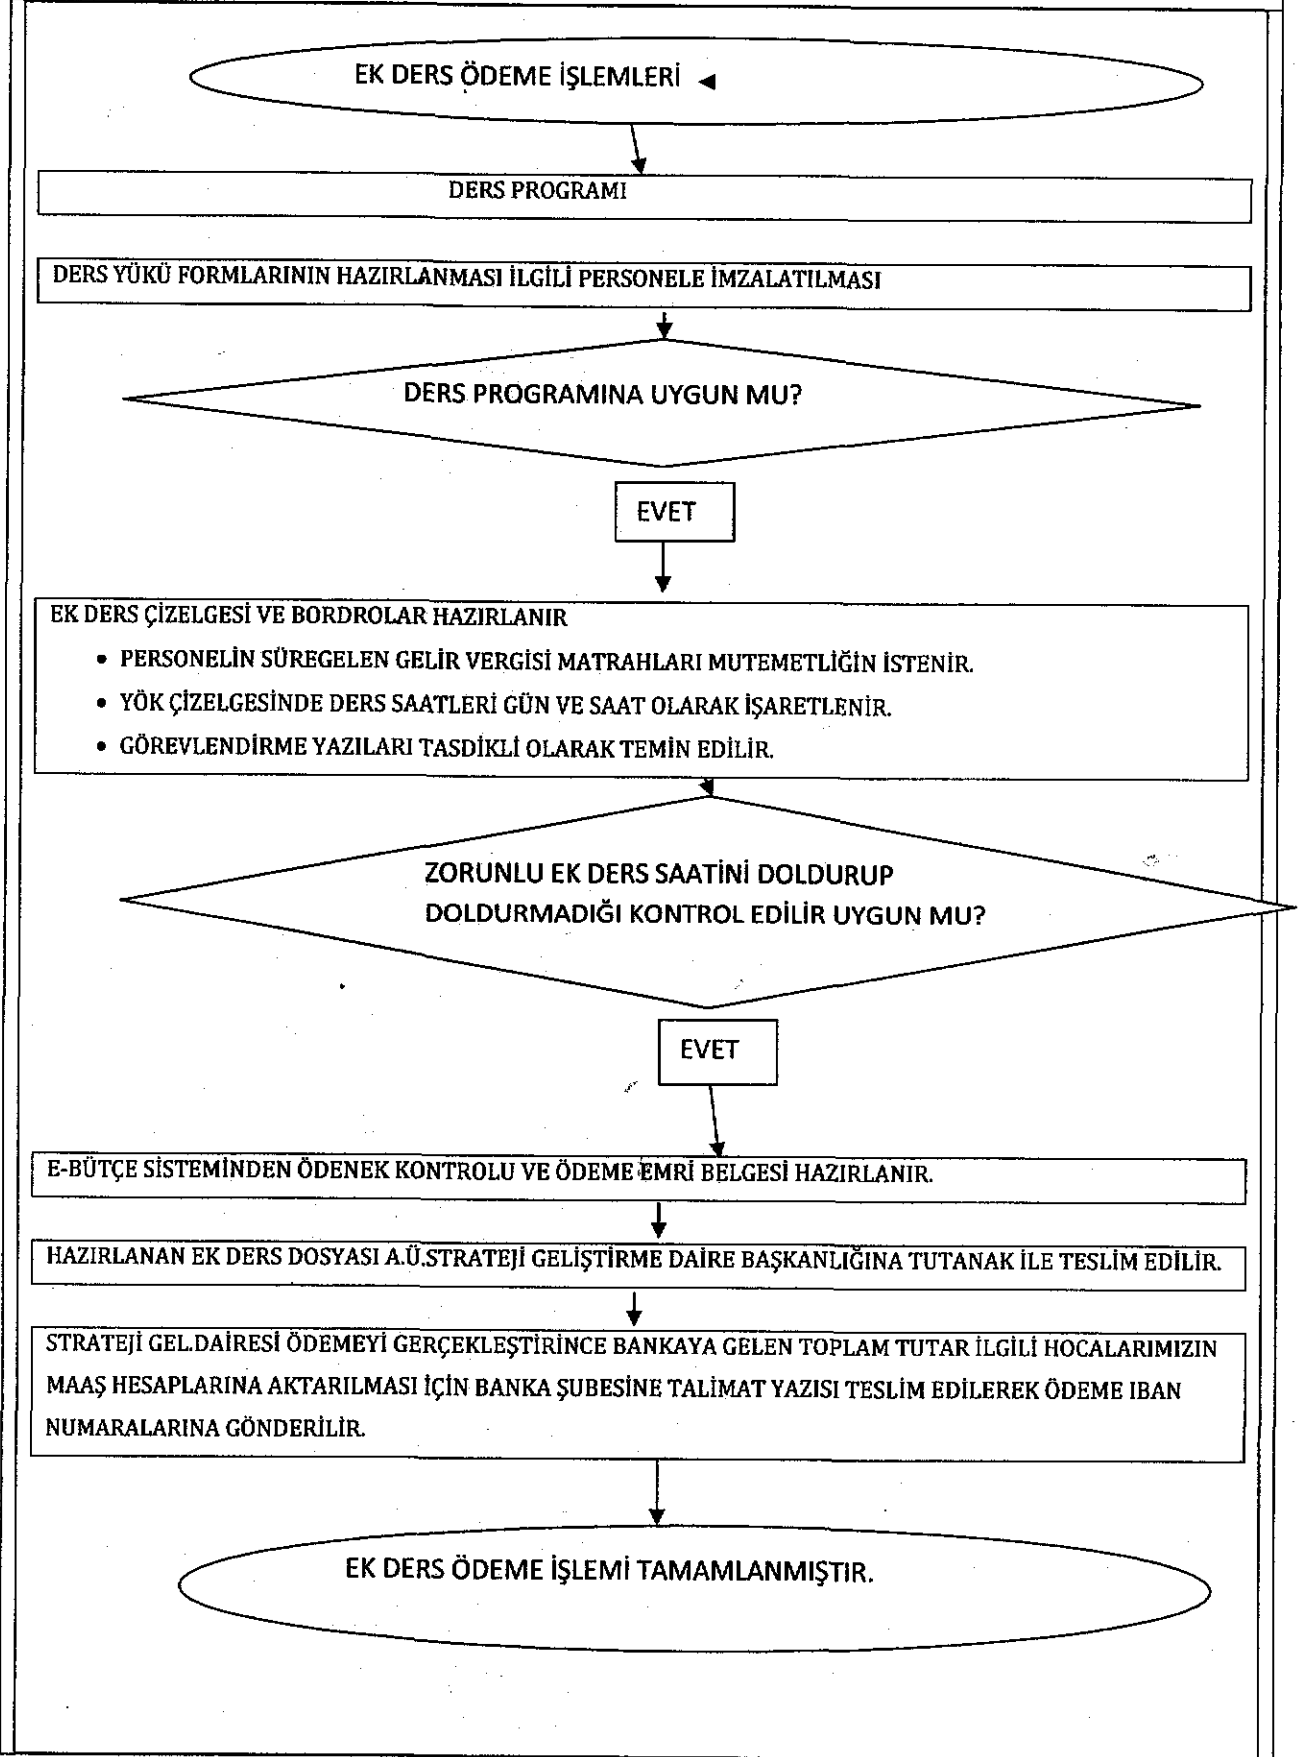 EK DERS ÖDEME İŞLEMLERİ
DERS PROGRAMI
DERS YÜKÜ FORMLARININ HAZIRLANMASI İLGİLİ PERSONELE İMZALATILMASI
DERS PROGRAMINA UYGUN MU?
EVET
EK DERS ÇİZELGESİ VE BORDROLAR HAZIRLANIR
• PERSONELİN SÜREGELEN GELİR VERGİSİ MATRAHLARI MUTEMETLİĞİN İSTENİR.
• YÖK ÇİZELGESİNDE DERS SAATLERİ GÜN VE SAAT OLARAK İŞARETLENİR.
• GÖREVLENDİRME YAZILARI TASDİKLİ OLARAK TEMİN EDİLİR.
ZORUNLU EK DERS SAATİNİ DOLDURUP
DOLDURMADIĞI KONTROL EDİLİR UYGUN MU?
EVET
E-BÜTÇE SİSTEMİNDEN ÖDENEK KONTROLU VE ÖDEME EMRİ BELGESİ HAZIRLANIR.
HAZIRLANAN EK DERS DOSYASI A.Ü.STRATEJİ GELİŞTİRME DAİRE BAŞKANLIĞINA TUTANAK İLE TESLİM EDİLİR.
STRATEJİ GEL.DAİRESİ ÖDEMEYİ GERÇEKLEŞTİRİNCE BANKAYA GELEN TOPLAM TUTAR İLGİLİ HOCALARIMIZIN
MAAŞ HESAPLARINA AKTARILMASI İÇİN BANKA ŞUBESİNE TALİMAT YAZISI TESLİM EDİLEREK ÖDEME IBAN
NUMARALARINA GÖNDERİLİR.
EK DERS ÖDEME İŞLEMİ TAMAMLANMIŞTIR.